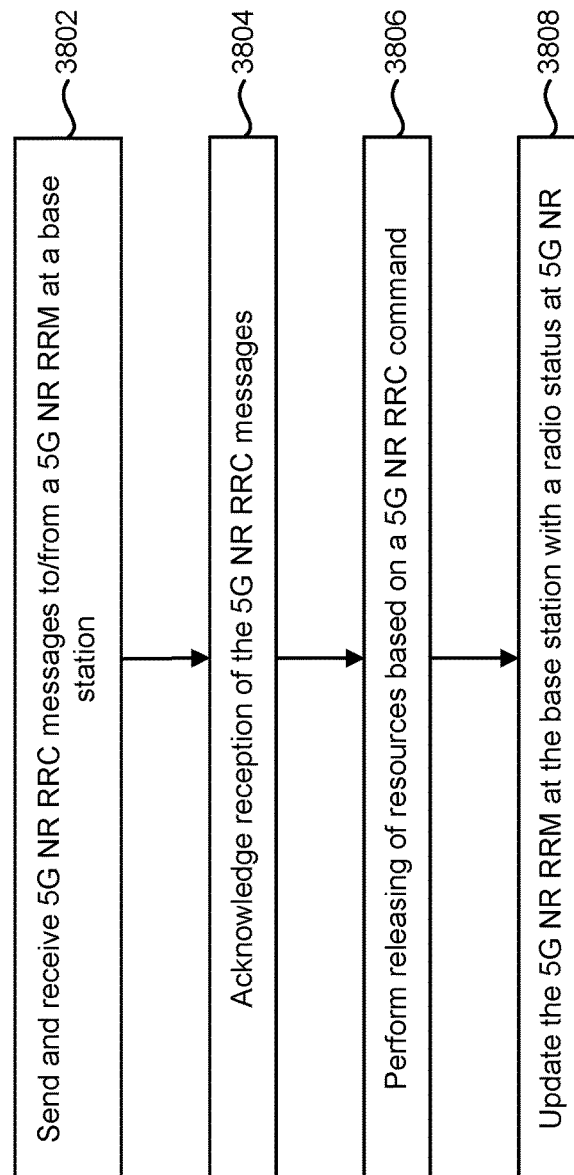 Send and receive 5G NR RRC messages to/from a 5G NR RRM at a base
station
3802
Acknowledge reception of the 5G NR RRC messages
3804
Perform releasing of resources based on a 5G NR RRC command
3806
Update the 5G NR RRM at the base station with a radio status at 5G NR
3808